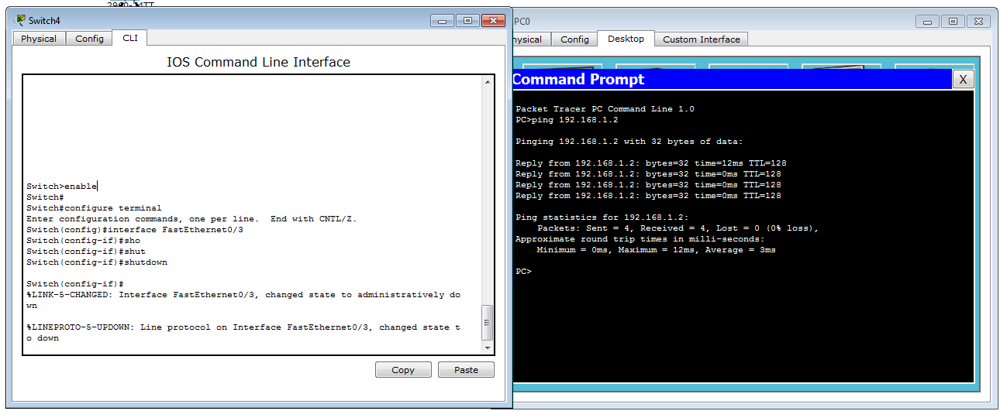 Switch4
Physical Config CLI
IOS Command Line Interface
Switch>enable
Switch#
Switch#configure terminal
Enter configuration commands, one per line.  End with CNTL/Z.
Switch(config)#interface FastEthernet0/3
Switch(config-if)#sho
Switch(config-if)#shut
Switch(config-if)#shutdown
Switch(config-if)#
%LINK-5-CHANGED: Interface FastEthernet0/3, changed state to administratively do
wn
%LINEPROTO-5-UPDOWN: Line protocol on Interface FastEthernet0/3, changed state t
o down
Copy Paste
PC0
hysical Config Desktop Custom Interface
Command Prompt X
Packet Tracer PC Command Line 1.0
PC>ping 192.168.1.2
Pinging 192.168.1.2 with 32 bytes of data:
Reply from 192.168.1.2: bytes=32 time=12ms TTL=128
Reply from 192.168.1.2: bytes=32 time=0ms TTL=128
Reply from 192.168.1.2: bytes=32 time=0ms TTL=128
Reply from 192.168.1.2: bytes=32 time=0ms TTL=128
Ping statistics for 192.168.1.2:
Packets: Sent = 4, Received = 4, Lost = 0 (0% loss),
Approximate round trip times in milli-seconds:
Minimum = 0ms, Maximum = 12ms, Average = 3ms
PC>